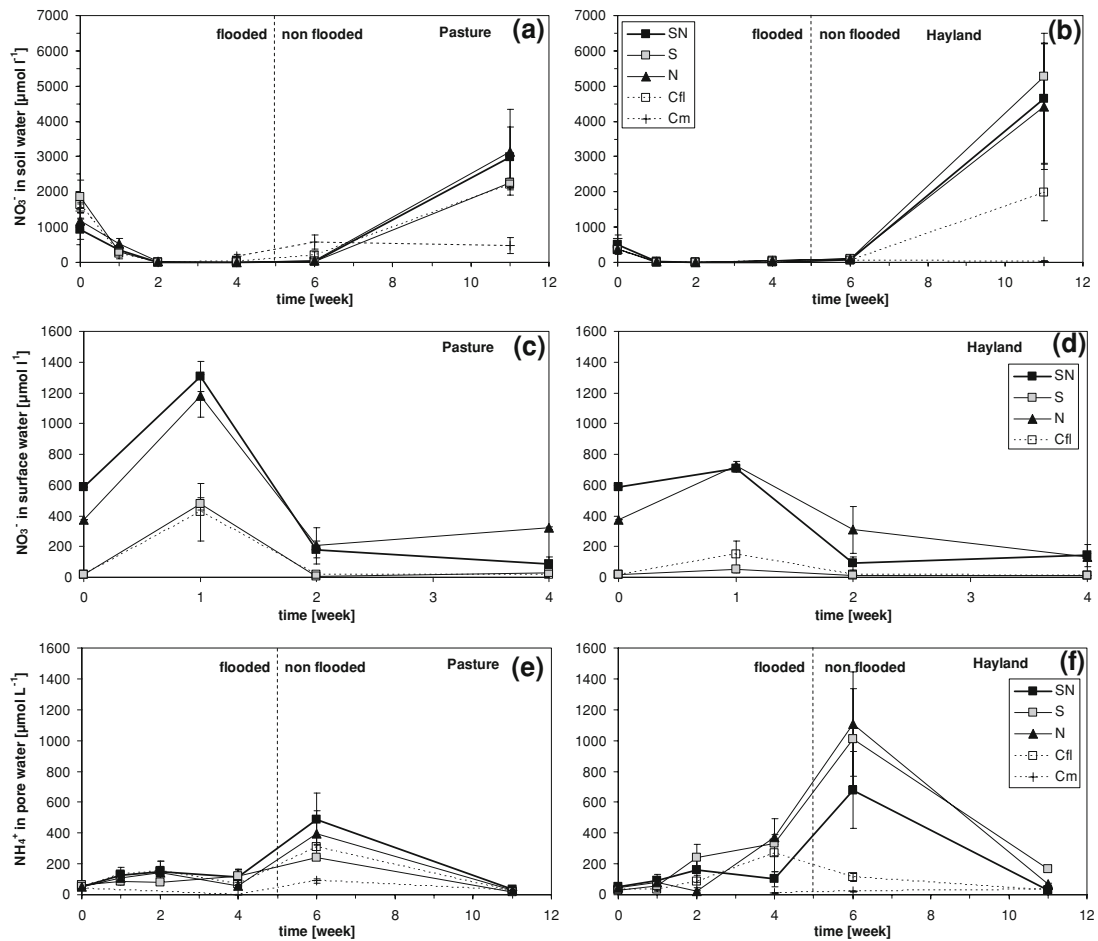 NO₃⁻ in soil water [µmol l⁻¹]
7000
6000
5000
4000
3000
2000
1000
0
flooded
non flooded
Pasture
(a)
0 2 4 6 8 10 12
time [week]
7000
6000
5000
4000
3000
2000
1000
0
SN
S
N
Cfl
Cm
flooded
non flooded
Hayland
(b)
0 2 4 6 8 10 12
time [week]
NO₃⁻ in surface water [µmol l⁻¹]
1600
1400
1200
1000
800
600
400
200
0
Pasture
(c)
0 1 2 3 4
time [week]
1600
1400
1200
1000
800
600
400
200
0
Hayland
(d)
SN
S
N
Cfl
0 1 2 3 4
time [week]
NH₄⁺ in pore water [µmol L⁻¹]
1600
1400
1200
1000
800
600
400
200
0
flooded
non flooded
Pasture
(e)
0 2 4 6 8 10 12
time [week]
1600
1400
1200
1000
800
600
400
200
0
flooded
non flooded
Hayland
(f)
SN
S
N
Cfl
Cm
0 2 4 6 8 10 12
time [week]